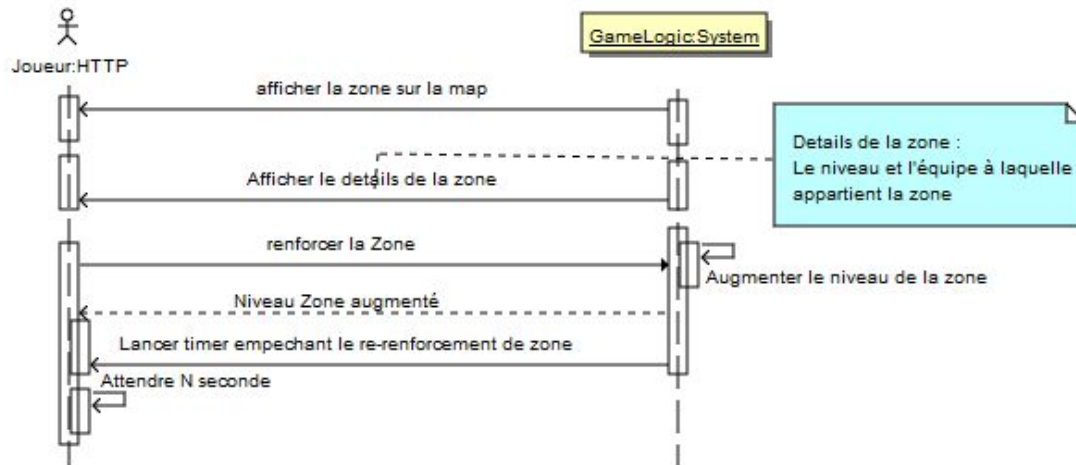 GameLogic:System
Joueur:HTTP
afficher la zone sur la map
Details de la zone :
Le niveau et l'équipe à laquelle
appartient la zone
Afficher le details de la zone
renforcer la Zone
Augmenter le niveau de la zone
Niveau Zone augmenté
Lancer timer empechant le re-renforcement de zone
Attendre N seconde